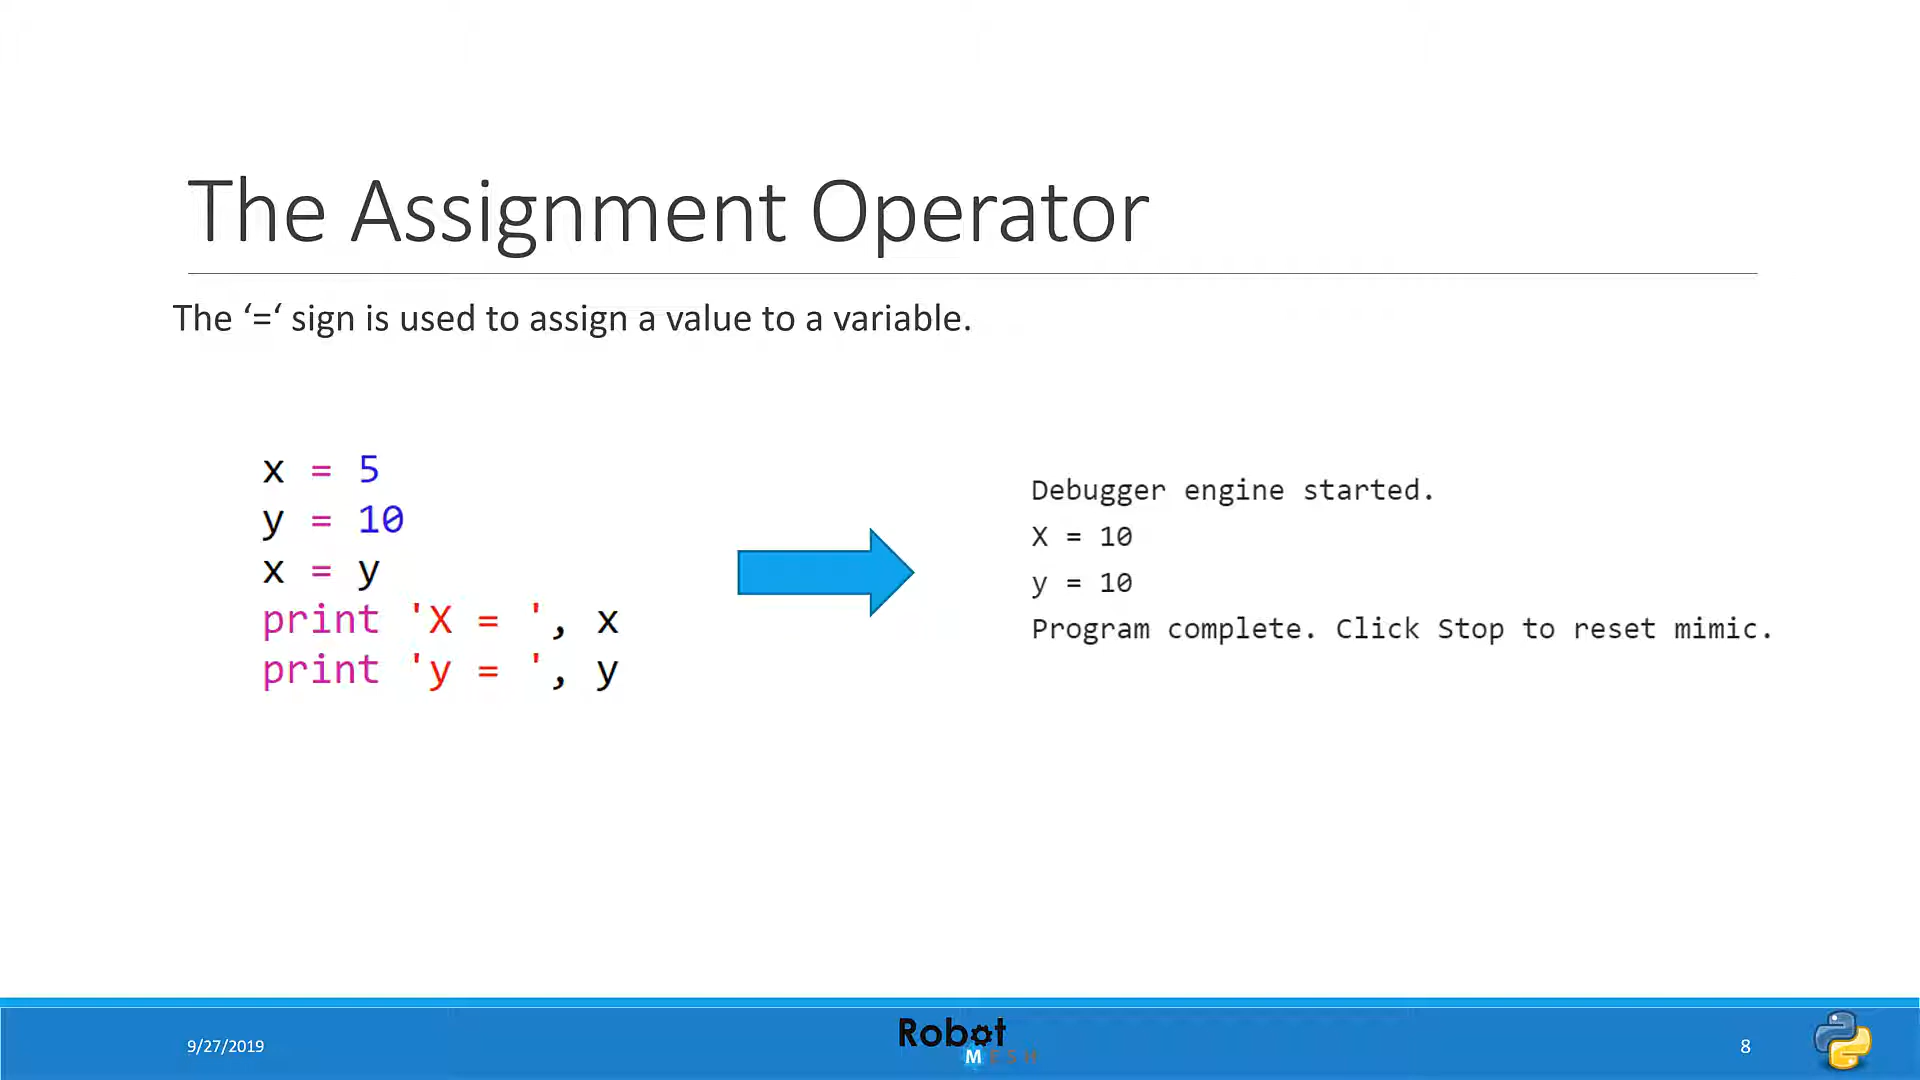 The Assignment Operator
The ‘=‘ sign is used to assign a value to a variable.
x = 5
y = 10
x = y
print 'X = ', x
print 'y = ', y
Debugger engine started.
X = 10
y = 10
Program complete. Click Stop to reset mimic.
9/27/2019
Robot
MESH
8